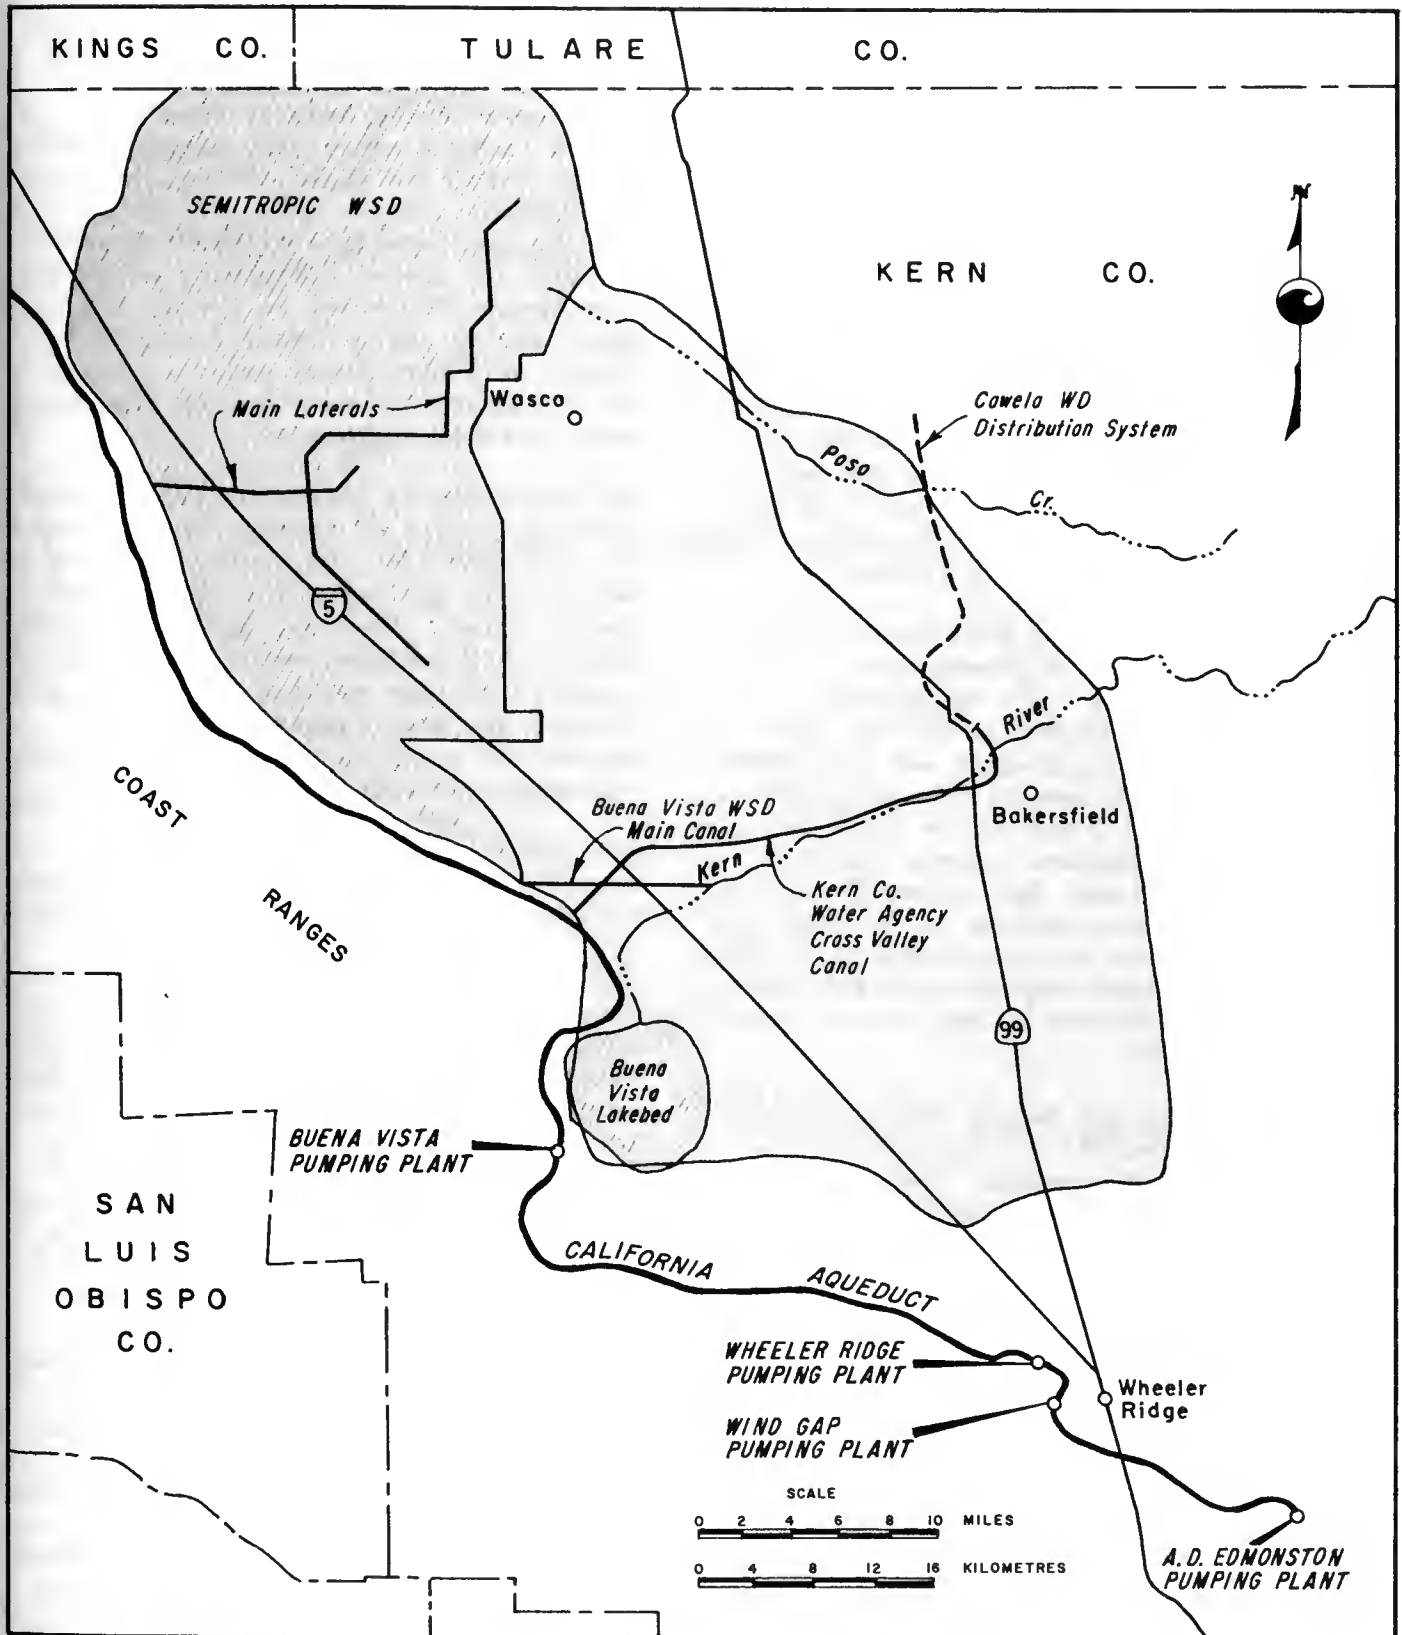 KINGS CO.
TULARE CO.
SEMITROPIC WSD
N
KERN CO.
Main Laterals
Wasco
Cawelo WD
Distribution System
Poso Cr.
5
River
COAST
RANGES
Buena Vista WSD
Main Canal
Bakersfield
Kern
Kern Co.
Water Agency
Cross Valley
Canal
99
Buena
Vista
Lakebed
BUENA VISTA
PUMPING PLANT
SAN
LUIS
OBISPO
CO.
CALIFORNIA AQUEDUCT
WHEELER RIDGE
PUMPING PLANT
Wheeler
Ridge
WIND GAP
PUMPING PLANT
SCALE
0 2 4 6 8 10 MILES
0 4 8 12 16 KILOMETRES
A.D. EDMONSTON
PUMPING PLANT